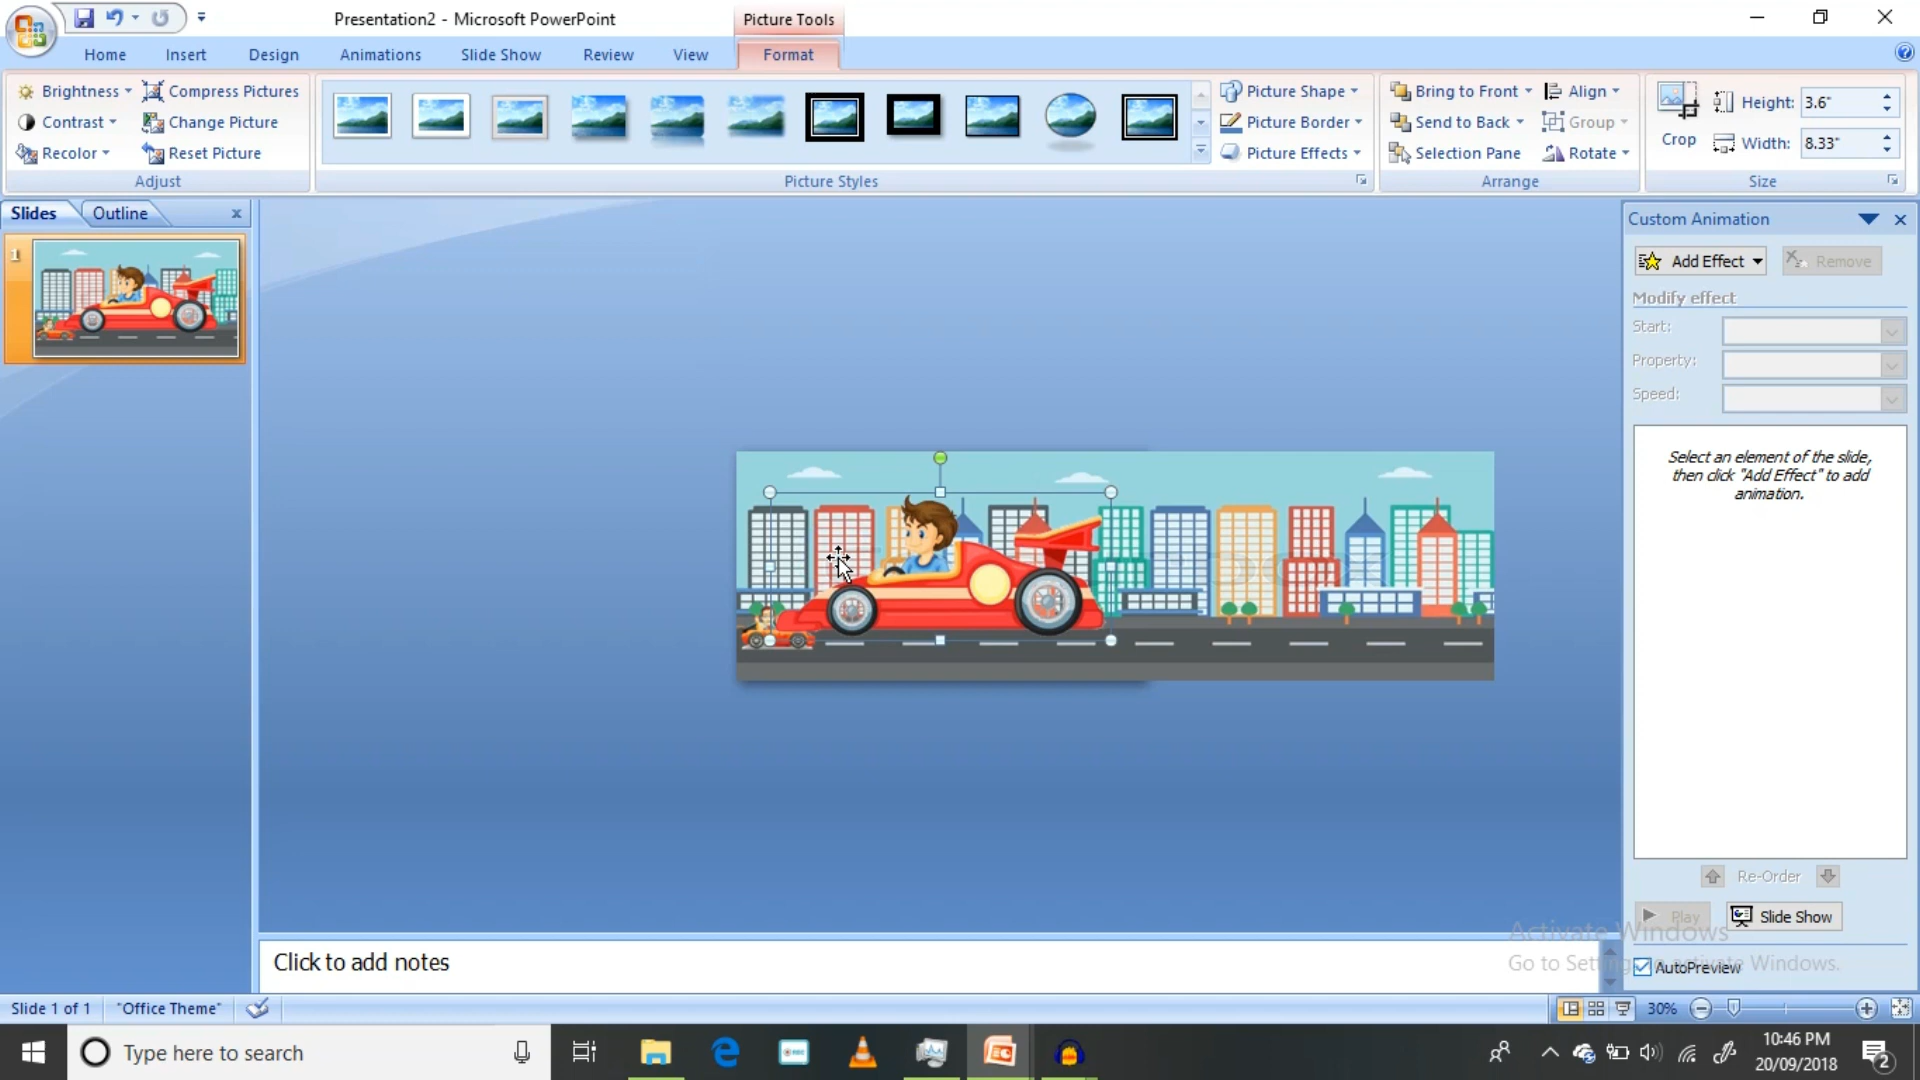 Presentation2 - Microsoft PowerPoint
Picture Tools
Home
Insert
Design
Animations
Slide Show
Review
View
Format
Brightness
Compress Pictures
Contrast
Change Picture
Recolor
Reset Picture
Adjust
Picture Styles
Picture Shape
Picture Border
Picture Effects
Bring to Front
Send to Back
Selection Pane
Align
Group
Rotate
Arrange
Crop
Height: 3.6"
Width: 8.33"
Size
Slides
Outline
1
Custom Animation
Add Effect
Remove
Modify effect
Start:
Property:
Speed:
Select an element of the slide,
then click "Add Effect" to add
animation.
Re-Order
Play
Slide Show
AutoPreview
Activate Windows
Go to Settings to activate Windows.
Click to add notes
Slide 1 of 1
"Office Theme"
30%
Type here to search
10:46 PM
20/09/2018
2